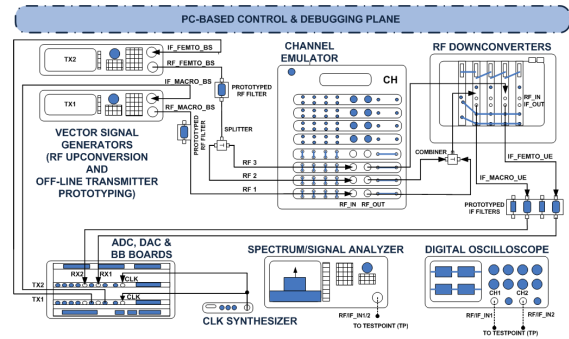 PC-BASED CONTROL & DEBUGGING PLANE
TX2
IF_FEMTO_BS
RF_FEMTO_BS
IF_MACRO_BS
TX1
RF_MACRO_BS
VECTOR SIGNAL
GENERATORS
(RF UPCONVERSION
AND
OFF-LINE TRANSMITTER
PROTOTYPING)
PROTOTYPED
RF FILTER
PROTOTYPED
RF FILTER
SPLITTER
CHANNEL
EMULATOR
CH
RF 3
RF 2
RF 1
RF_IN RF_OUT
RF DOWNCONVERTERS
RF_IN
IF_OUT
COMBINER
IF_FEMTO_UE
IF_MACRO_UE
PROTOTYPED
IF FILTERS
ADC, DAC &
BB BOARDS
RX2
RX1
CLK
TX2
TX1
CLK
CLK SYNTHESIZER
SPECTRUM/SIGNAL ANALYZER
RF/IF_IN1/2
TO TESTPOINT (TP)
DIGITAL OSCILLOSCOPE
CH1 CH2
RF/IF_IN1
RF/IF_IN2
TO TESTPOINT (TP)